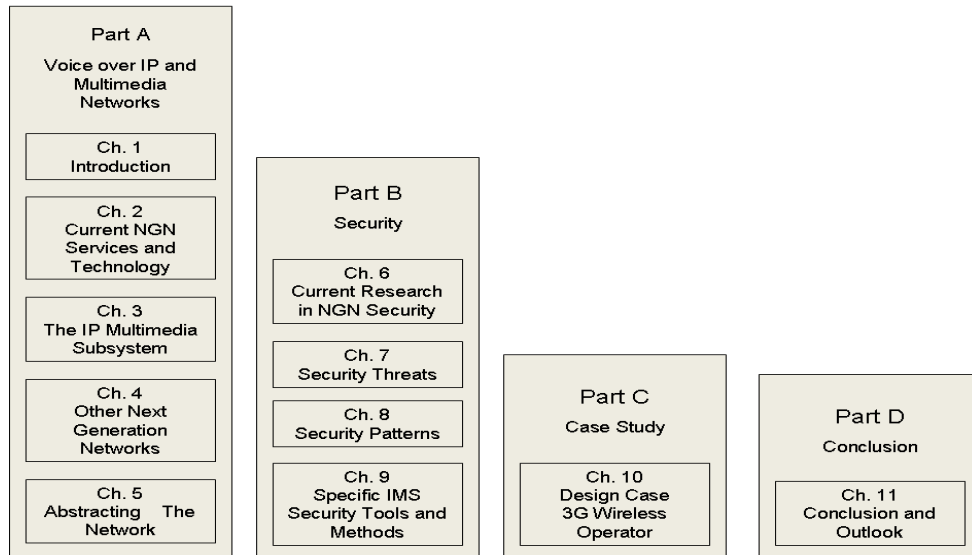 Part A
Voice over IP and
Multimedia
Networks
Ch. 1
Introduction
Ch. 2
Current NGN
Services and
Technology
Ch. 3
The IP Multimedia
Subsystem
Ch. 4
Other Next
Generation
Networks
Ch. 5
Abstracting The
Network
Part B
Security
Ch. 6
Current Research
in NGN Security
Ch. 7
Security Threats
Ch. 8
Security Patterns
Ch. 9
Specific IMS
Security Tools and
Methods
Part C
Case Study
Ch. 10
Design Case
3G Wireless
Operator
Part D
Conclusion
Ch. 11
Conclusion and
Outlook